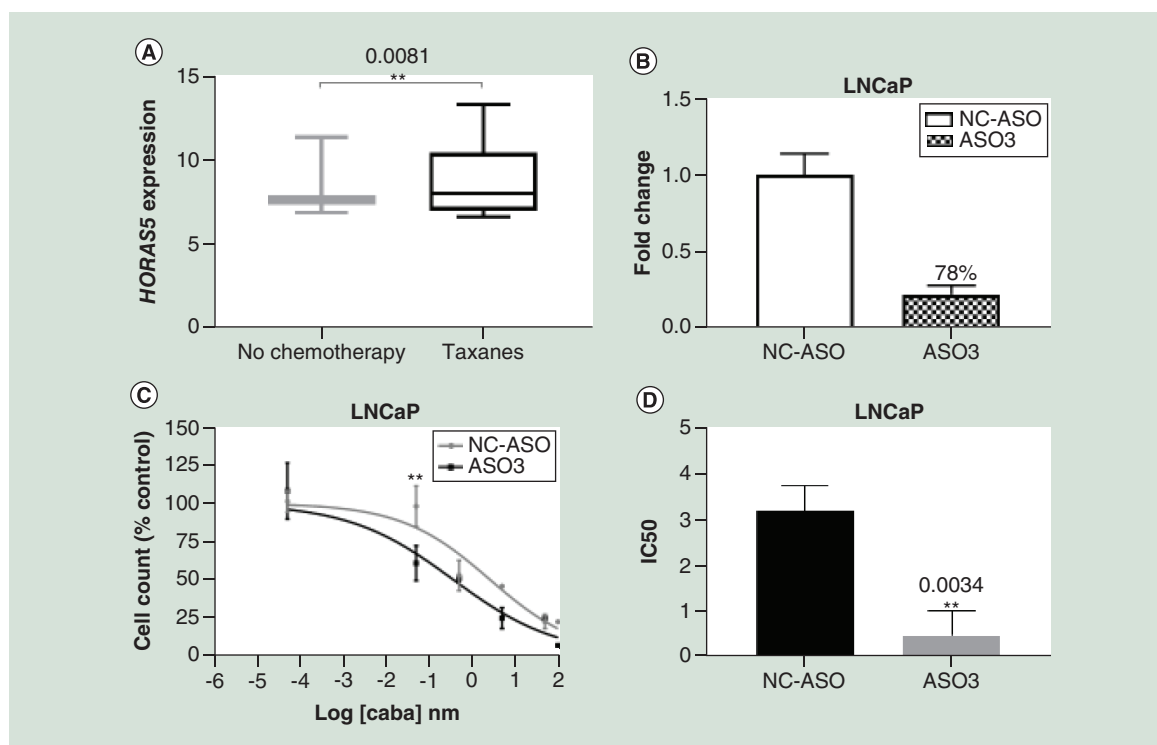 A
0.0081
**
15
10
5
0
HORAS5 expression
No chemotherapy
Taxanes
B
LNCaP
NC-ASO
ASO3
1.5
1.0
0.5
0.0
Fold change
78%
NC-ASO
ASO3
C
LNCaP
NC-ASO
ASO3
150
125
100
75
50
25
0
Cell count (% control)
**
-6 -5 -4 -3 -2 -1 0 1 2
Log [caba] nm
D
LNCaP
5
4
3
2
1
0
IC50
0.0034
**
NC-ASO
ASO3